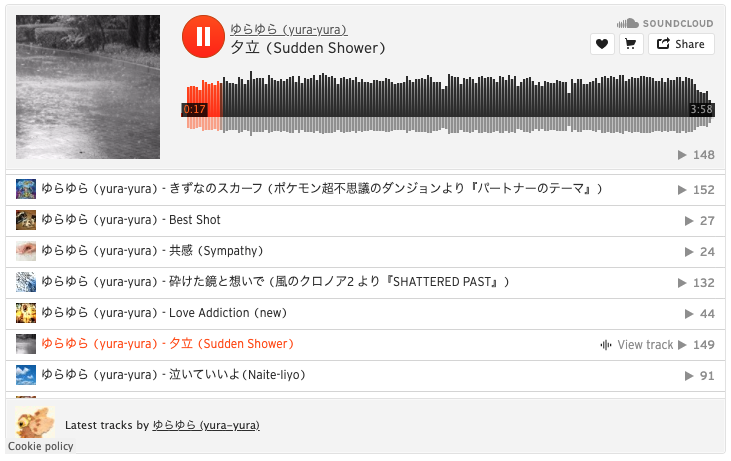 ゆらゆら (yura-yura)
SOUNDCLOUD
夕立 (Sudden Shower)
Share
0:17
3:58
148
ゆらゆら (yura-yura) - きずなのスカーフ (ポケモン超不思議のダンジョンより『パートナーのテーマ』)
152
ゆらゆら (yura-yura) - Best Shot
27
ゆらゆら (yura-yura) - 共感 (Sympathy)
24
ゆらゆら (yura-yura) - 砕けた鏡と想いで (風のクロノア2 より『SHATTERED PAST』)
132
ゆらゆら (yura-yura) - Love Addiction (new)
44
ゆらゆら (yura-yura) - 夕立 (Sudden Shower)
View track
149
ゆらゆら (yura-yura) - 泣いていいよ(Naite-Iiyo)
91
Latest tracks by ゆらゆら (yura-yura)
Cookie policy